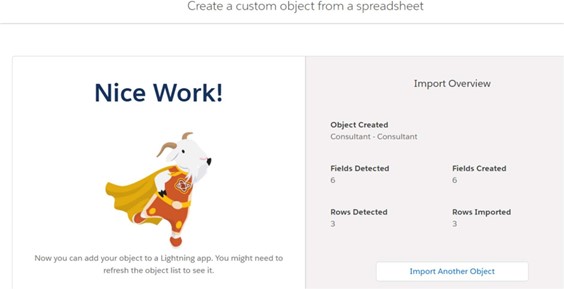 Create a custom object from a spreadsheet
Nice Work!
Now you can add your object to a Lightning app. You might need to
refresh the object list to see it.
Import Overview
Object Created
Consultant - Consultant
Fields Detected
6
Fields Created
6
Rows Detected
3
Rows Imported
3
Import Another Object